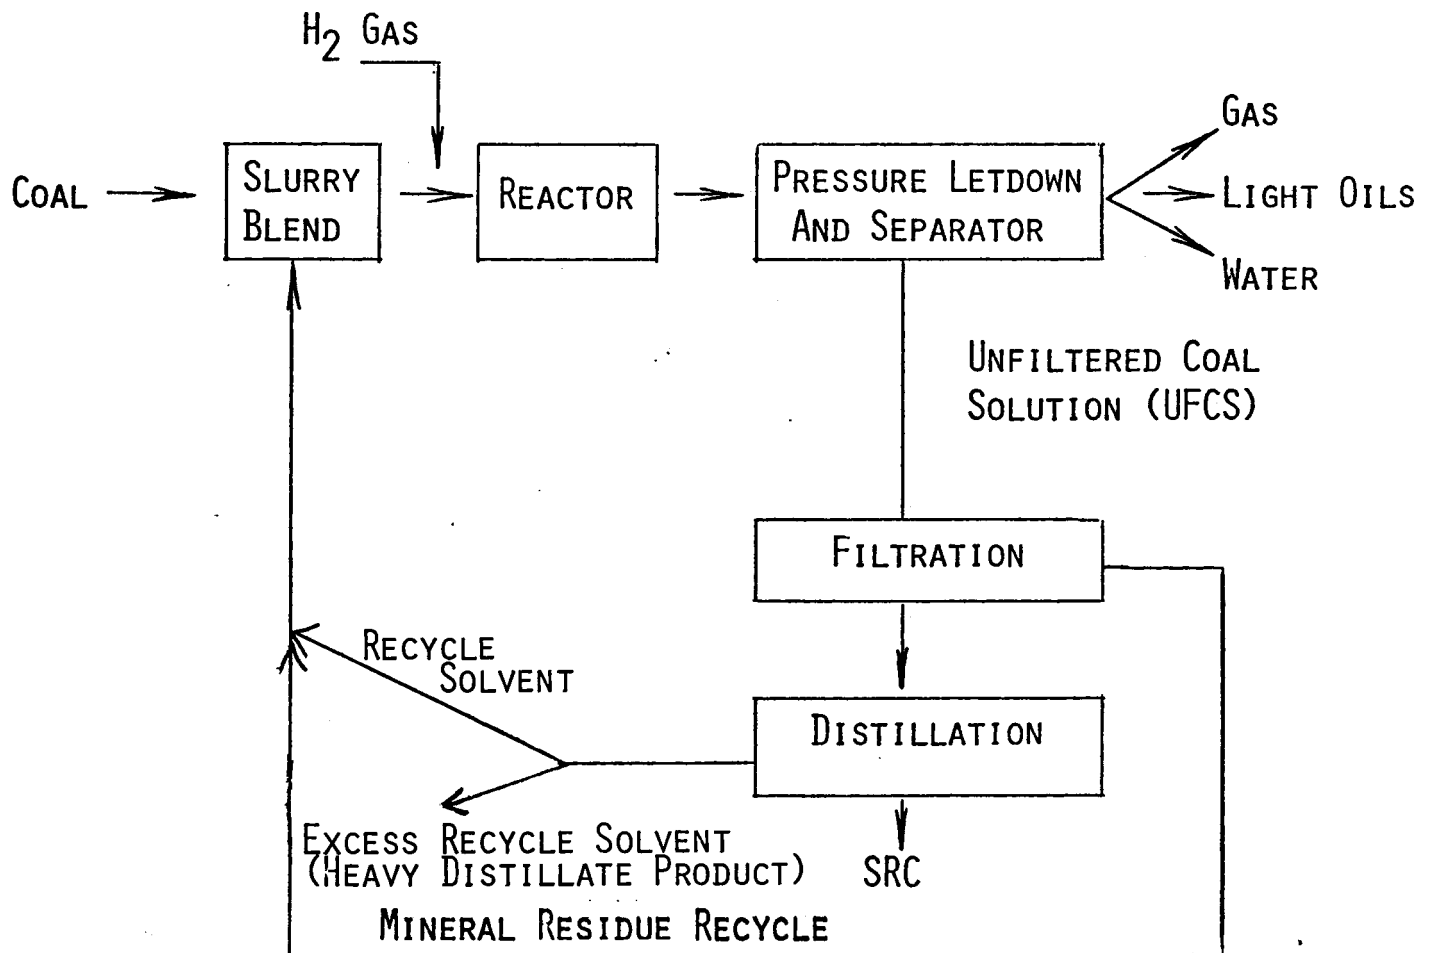 H2 GAS
COAL
SLURRY
BLEND
REACTOR
PRESSURE LETDOWN
AND SEPARATOR
GAS
LIGHT OILS
WATER
UNFILTERED COAL
SOLUTION (UFCS)
FILTRATION
RECYCLE
SOLVENT
DISTILLATION
EXCESS RECYCLE SOLVENT
(HEAVY DISTILLATE PRODUCT)
SRC
MINERAL RESIDUE RECYCLE